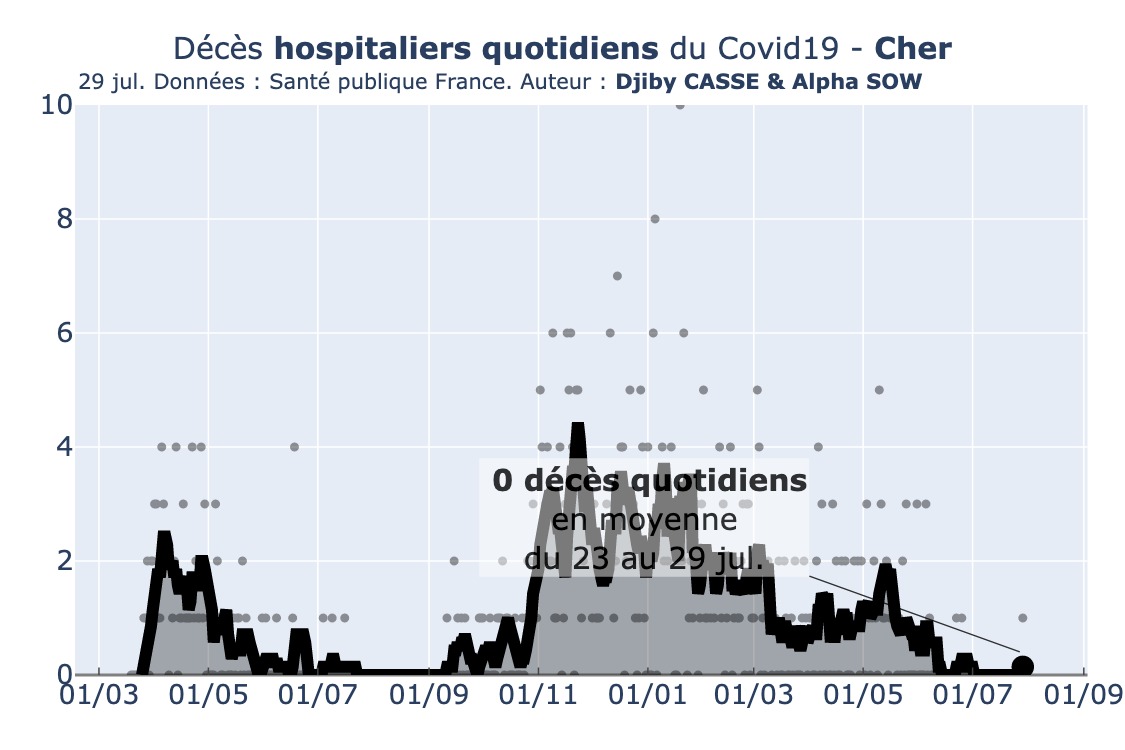 Décès hospitaliers quotidiens du Covid19 - Cher
29 jul. Données : Santé publique France. Auteur : Djiby CASSE & Alpha SOW
10
8
6
4
2
0
0 décès quotidiens
en moyenne
du 23 au 29 jul.
01/03 01/05 01/07 01/09 01/11 01/01 01/03 01/05 01/07 01/09